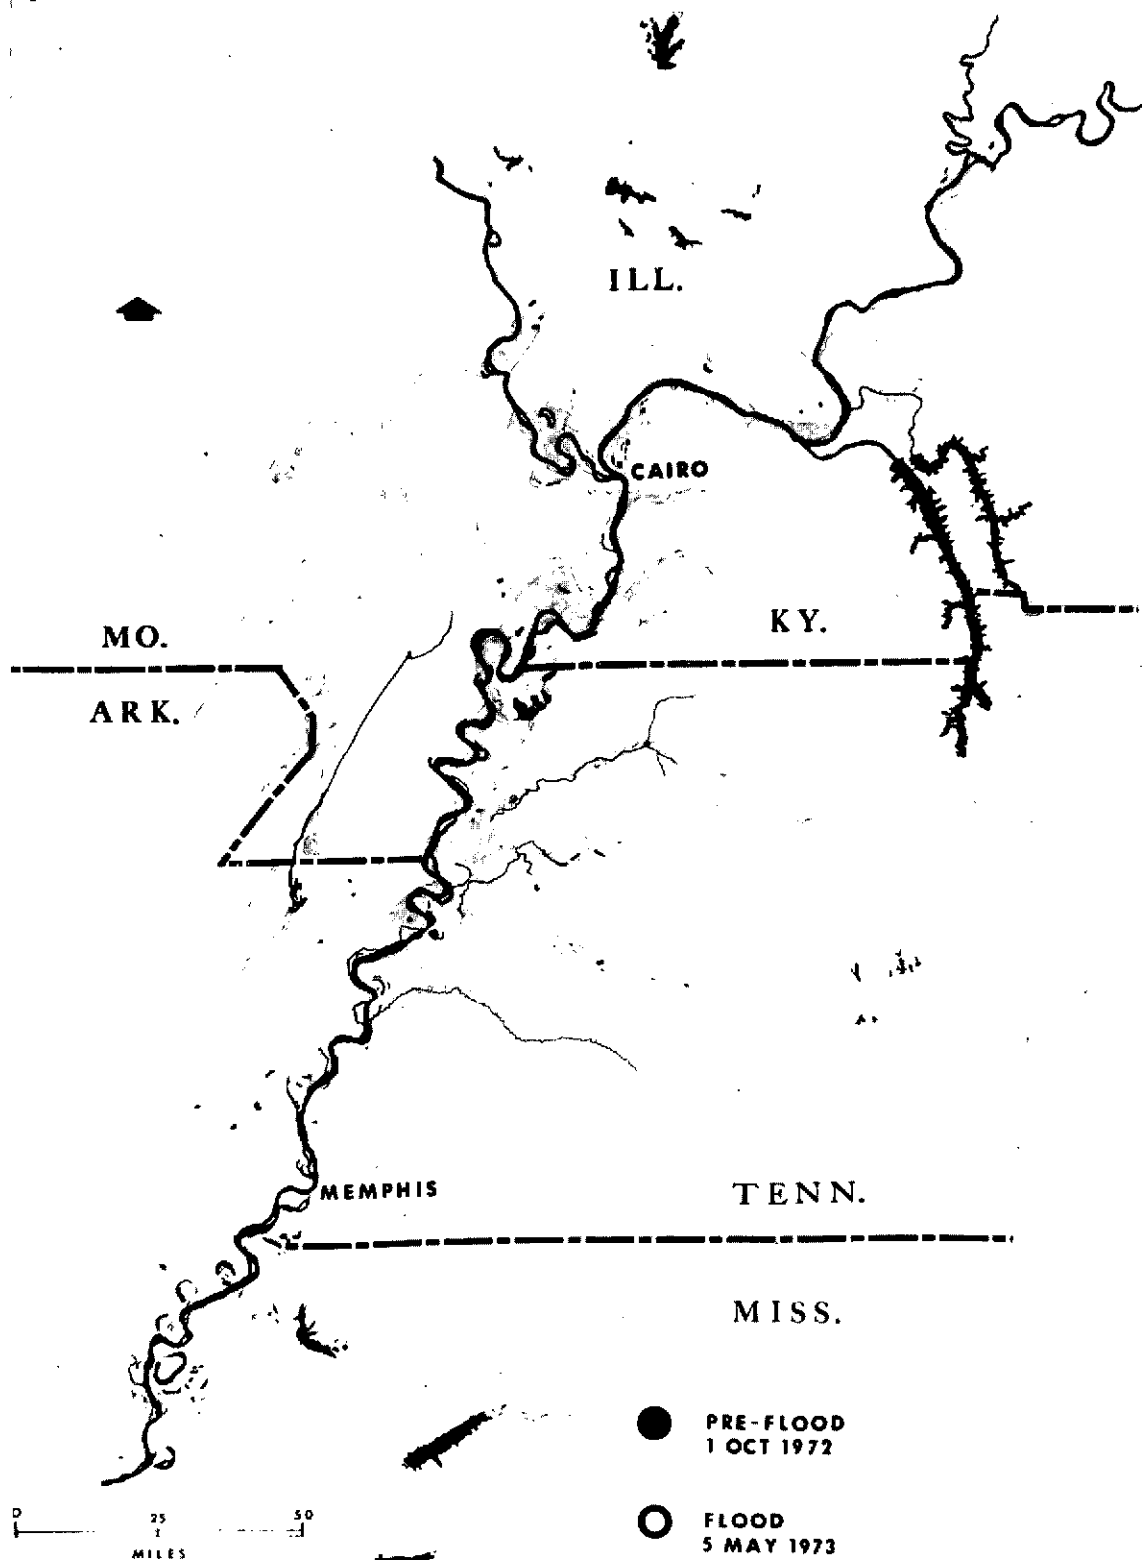 ILL.
CAIRO
MO.
KY.
ARK.
MEMPHIS
TENN.
MISS.
PRE-FLOOD
1 OCT 1972
FLOOD
5 MAY 1973
0 25 50
MILES